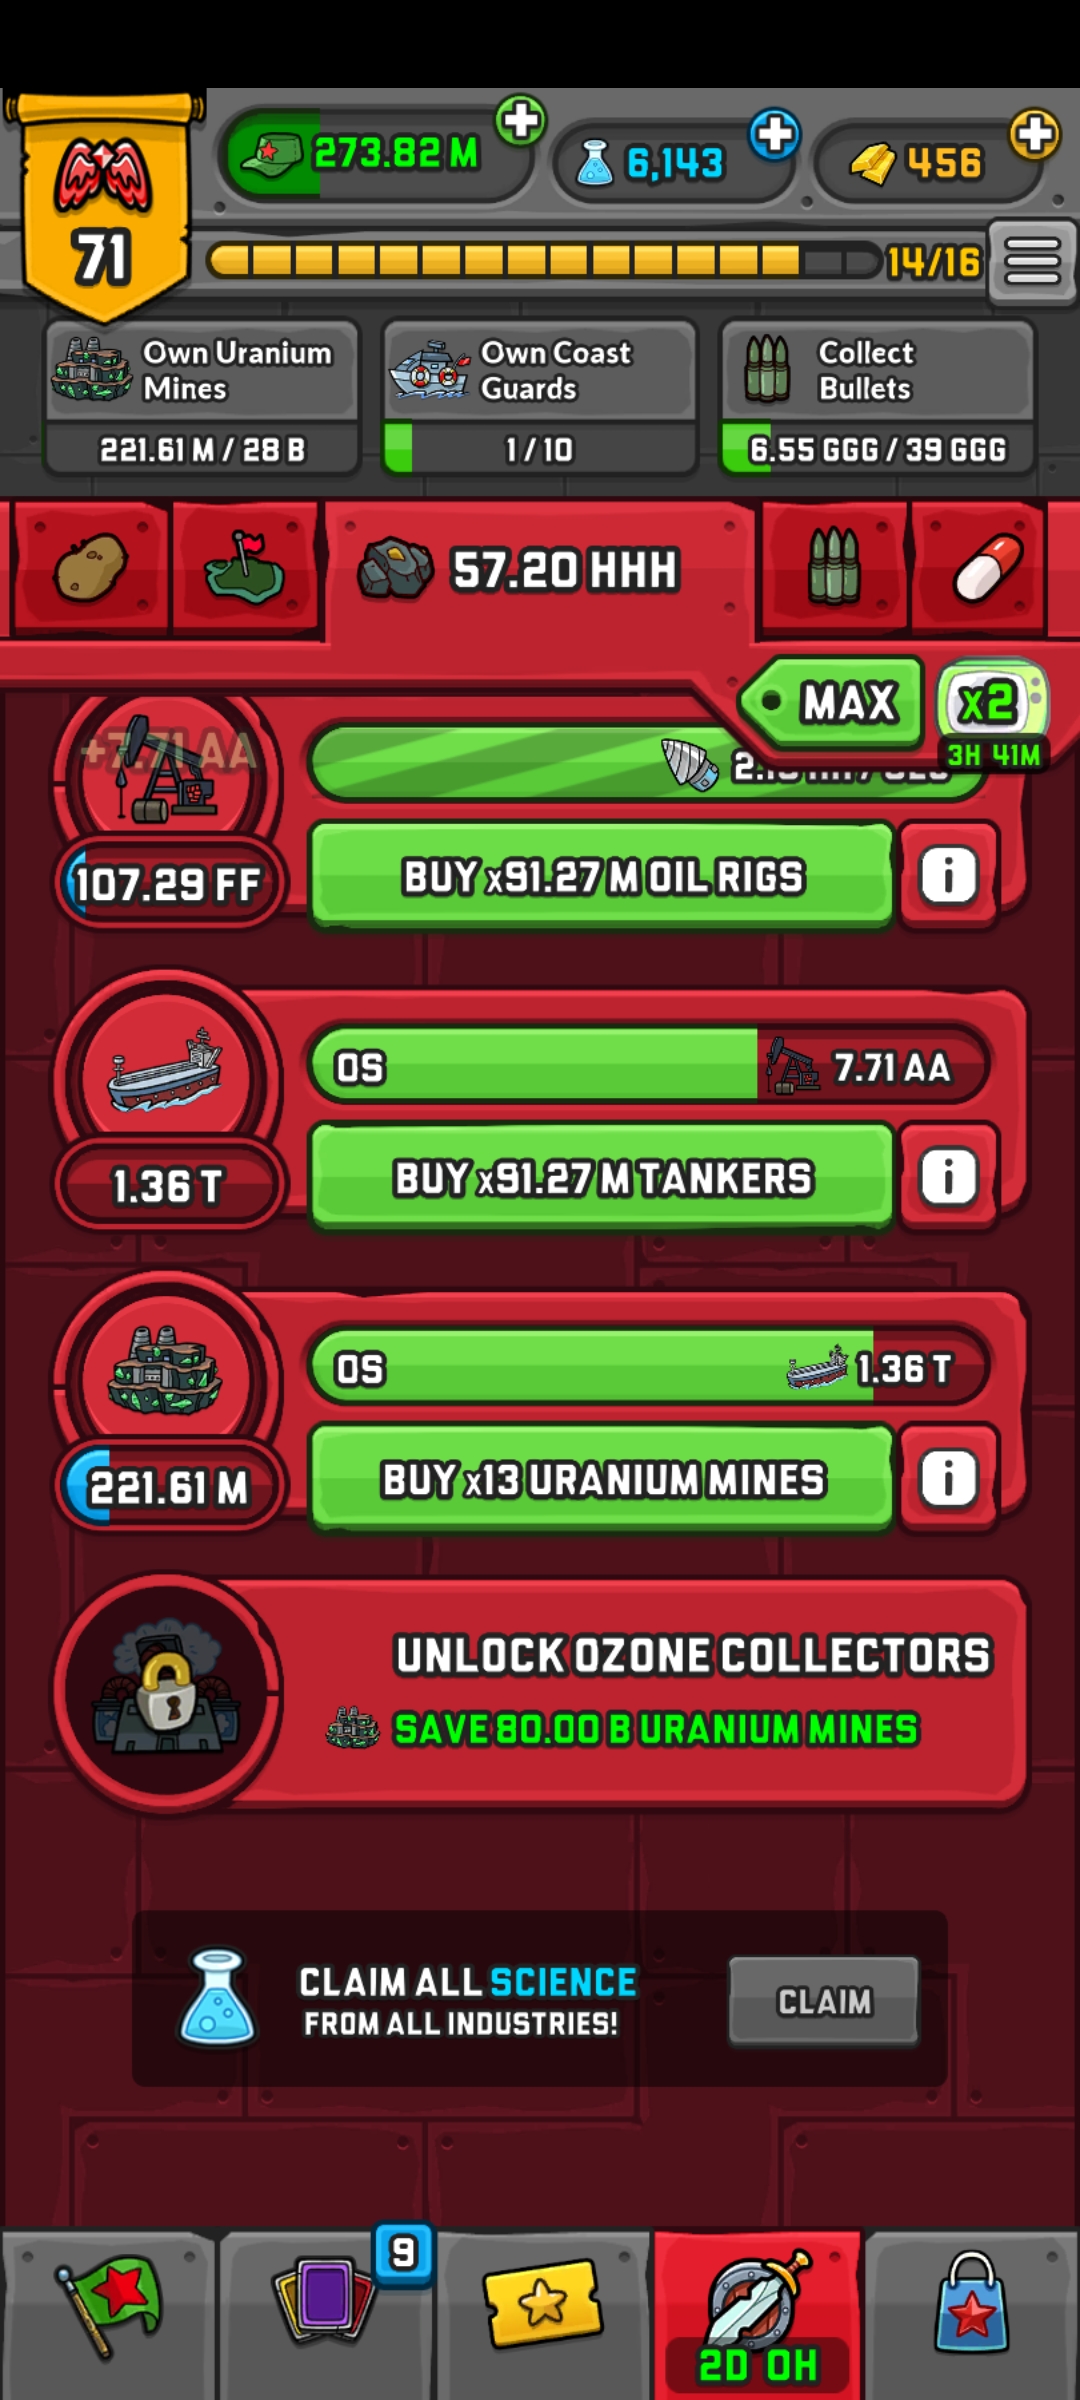 273.82 M
6,143
456
71
14/16
Own Uranium
Mines
221.61 M / 28 B
Own Coast
Guards
1 / 10
Collect
Bullets
6.55 GGG / 39 GGG
57.20 HHH
MAX
x2
3H 41M
+7.71 AA
107.29 FF
BUY x91.27 M OIL RIGS
i
0S
7.71 AA
1.36 T
BUY x91.27 M TANKERS
i
0S
1.36 T
221.61 M
BUY x13 URANIUM MINES
i
UNLOCK OZONE COLLECTORS
SAVE 80.00 B URANIUM MINES
CLAIM ALL SCIENCE
FROM ALL INDUSTRIES!
CLAIM
9
2D 0H